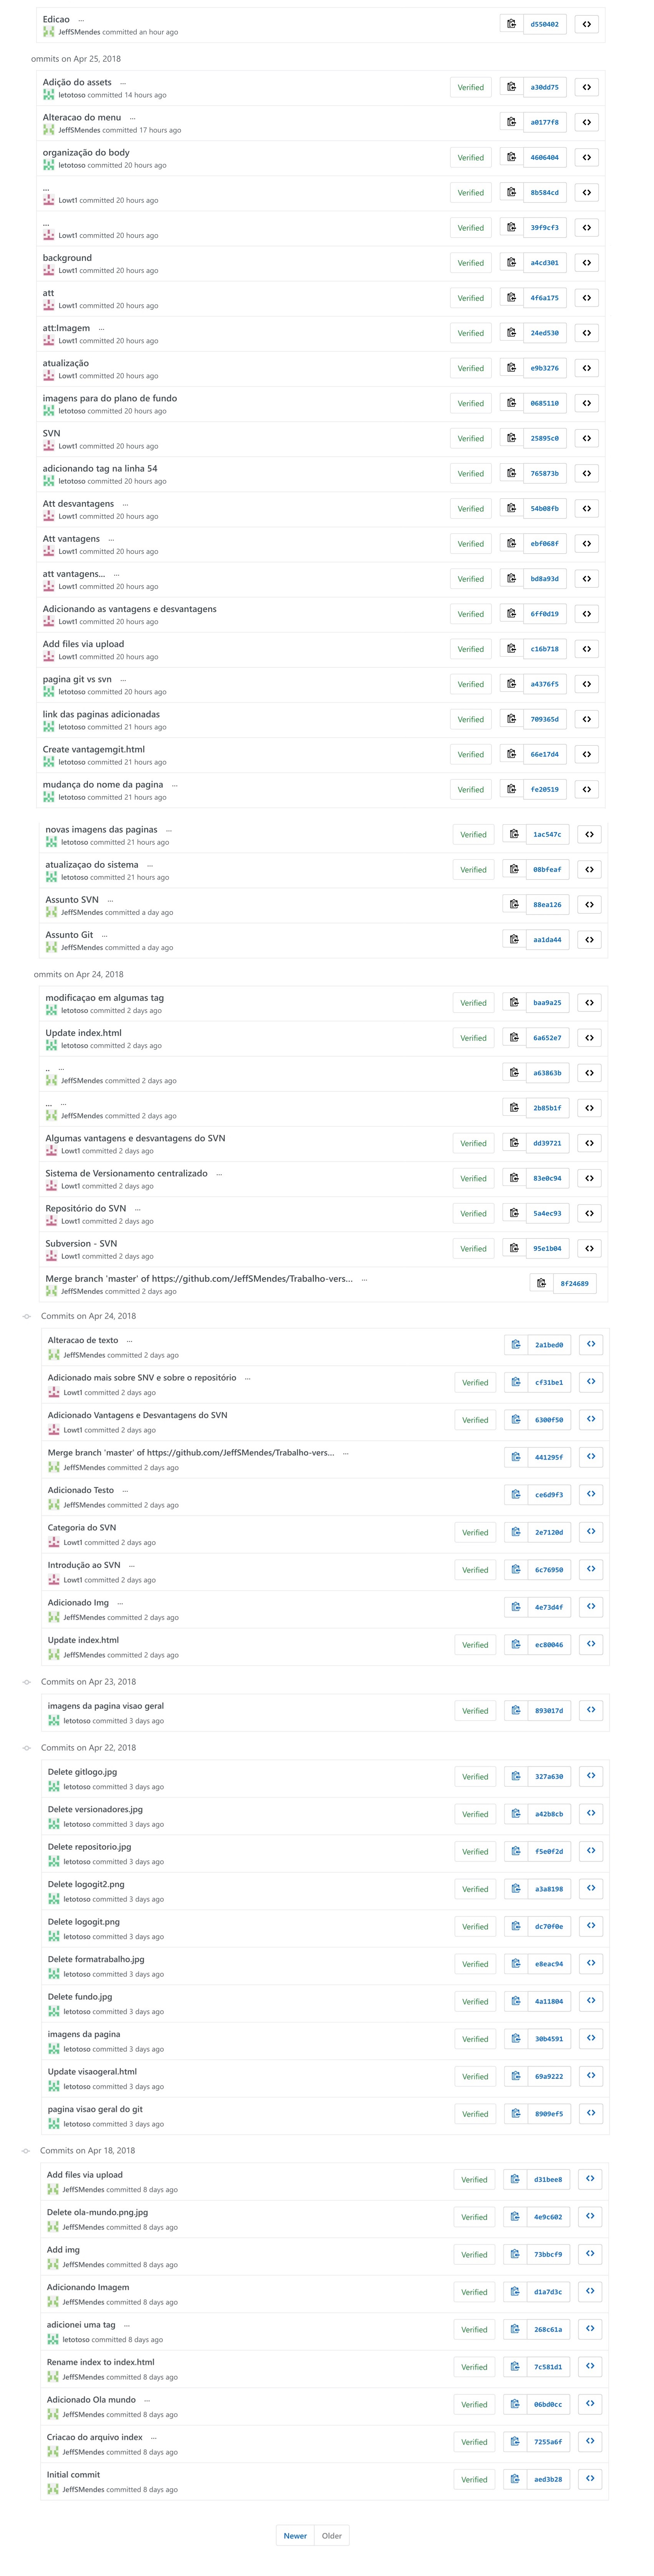 Edicao ...
d550402
JeffSMendes committed an hour ago
ommits on Apr 25, 2018
Adição do assets ...
Verified a30dd75
letotoso committed 14 hours ago
Alteracao do menu ...
a0177f8
JeffSMendes committed 17 hours ago
organização do body
Verified 4606404
letotoso committed 20 hours ago
...
Verified 8b584cd
Lowt1 committed 20 hours ago
...
Verified 39f9cf3
Lowt1 committed 20 hours ago
background
Verified a4cd301
Lowt1 committed 20 hours ago
att
Verified 4f6a175
Lowt1 committed 20 hours ago
att:Imagem ...
Verified 24ed530
Lowt1 committed 20 hours ago
atualização
Verified e9b3276
Lowt1 committed 20 hours ago
imagens para do plano de fundo
Verified 0685110
letotoso committed 20 hours ago
SVN
Verified 25895c0
Lowt1 committed 20 hours ago
adicionando tag na linha 54
Verified 765873b
letotoso committed 20 hours ago
Att desvantagens ...
Verified 54b08fb
Lowt1 committed 20 hours ago
Att vantagens ...
Verified ebf068f
Lowt1 committed 20 hours ago
att vantagens... ...
Verified bd8a93d
Lowt1 committed 20 hours ago
Adicionando as vantagens e desvantagens
Verified 6ff0d19
Lowt1 committed 20 hours ago
Add files via upload
Verified c16b718
Lowt1 committed 20 hours ago
pagina git vs svn ...
Verified a4376f5
letotoso committed 20 hours ago
link das paginas adicionadas
Verified 709365d
letotoso committed 21 hours ago
Create vantagemgit.html
Verified 66e17d4
letotoso committed 21 hours ago
mudança do nome da pagina ...
Verified fe20519
letotoso committed 21 hours ago
novas imagens das paginas ...
Verified 1ac547c
letotoso committed 21 hours ago
atualizaçao do sistema ...
Verified 08bfeaf
letotoso committed 21 hours ago
Assunto SVN ...
88ea126
JeffSMendes committed a day ago
Assunto Git ...
aa1da44
JeffSMendes committed a day ago
ommits on Apr 24, 2018
modificaçao em algumas tag
Verified baa9a25
letotoso committed 2 days ago
Update index.html
Verified 6a652e7
letotoso committed 2 days ago
.. ...
a63863b
JeffSMendes committed 2 days ago
... ...
2b85b1f
JeffSMendes committed 2 days ago
Algumas vantagens e desvantagens do SVN
Verified dd39721
Lowt1 committed 2 days ago
Sistema de Versionamento centralizado ...
Verified 83e0c94
Lowt1 committed 2 days ago
Repositório do SVN ...
Verified 5a4ec93
Lowt1 committed 2 days ago
Subversion - SVN
Verified 95e1b04
Lowt1 committed 2 days ago
Merge branch 'master' of https://github.com/JeffSMendes/Trabalho-vers... ...
8f24689
JeffSMendes committed 2 days ago
Commits on Apr 24, 2018
Alteracao de texto ...
2a1bed0
JeffSMendes committed 2 days ago
Adicionado mais sobre SNV e sobre o repositório ...
Verified cf31be1
Lowt1 committed 2 days ago
Adicionado Vantagens e Desvantagens do SVN
Verified 6300f50
Lowt1 committed 2 days ago
Merge branch 'master' of https://github.com/JeffSMendes/Trabalho-vers... ...
441295f
JeffSMendes committed 2 days ago
Adicionado Testo ...
ce6d9f3
JeffSMendes committed 2 days ago
Categoria do SVN
Verified 2e7120d
Lowt1 committed 2 days ago
Introdução ao SVN ...
Verified 6c76950
Lowt1 committed 2 days ago
Adicionado Img ...
4e73d4f
JeffSMendes committed 2 days ago
Update index.html
Verified ec80046
JeffSMendes committed 2 days ago
Commits on Apr 23, 2018
imagens da pagina visao geral
Verified 893017d
letotoso committed 3 days ago
Commits on Apr 22, 2018
Delete gitlogo.jpg
Verified 327a630
letotoso committed 3 days ago
Delete versionadores.jpg
Verified a42b8cb
letotoso committed 3 days ago
Delete repositorio.jpg
Verified f5e0f2d
letotoso committed 3 days ago
Delete logogit2.png
Verified a3a8198
letotoso committed 3 days ago
Delete logogit.png
Verified dc70f0e
letotoso committed 3 days ago
Delete formatrabalho.jpg
Verified e8eac94
letotoso committed 3 days ago
Delete fundo.jpg
Verified 4a11804
letotoso committed 3 days ago
imagens da pagina
Verified 30b4591
letotoso committed 3 days ago
Update visaogeral.html
Verified 69a9222
letotoso committed 3 days ago
pagina visao geral do git
Verified 8909ef5
letotoso committed 3 days ago
Commits on Apr 18, 2018
Add files via upload
Verified d31bee8
JeffSMendes committed 8 days ago
Delete ola-mundo.png.jpg
Verified 4e9c602
JeffSMendes committed 8 days ago
Add img
Verified 73bbcf9
JeffSMendes committed 8 days ago
Adicionando Imagem
Verified d1a7d3c
JeffSMendes committed 8 days ago
adicionei uma tag ...
Verified 268c61a
letotoso committed 8 days ago
Rename index to index.html
Verified 7c581d1
JeffSMendes committed 8 days ago
Adicionado Ola mundo ...
Verified 06bd0cc
JeffSMendes committed 8 days ago
Criacao do arquivo index ...
Verified 7255a6f
JeffSMendes committed 8 days ago
Initial commit
Verified aed3b28
JeffSMendes committed 8 days ago
Newer Older